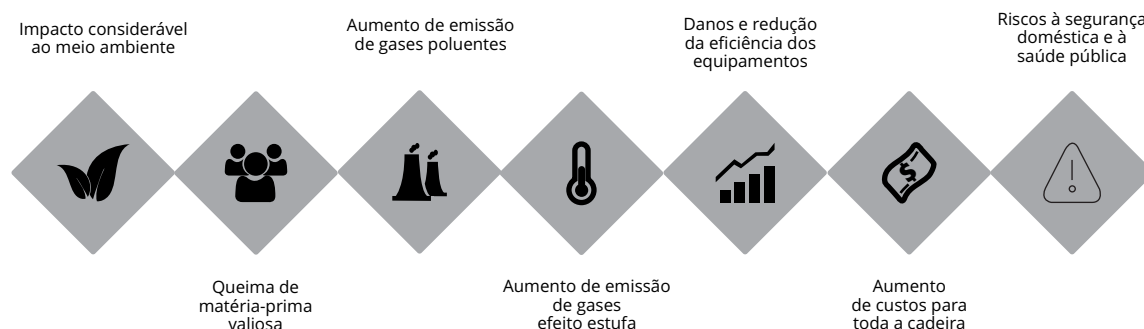 Impacto considerável
ao meio ambiente
Queima de
matéria-prima
valiosa
Aumento de emissão
de gases poluentes
Aumento de emissão
de gases
efeito estufa
Danos e redução
da eficiência dos
equipamentos
Aumento
de custos para
toda a cadeira
Riscos à segurança
doméstica e à
saúde pública